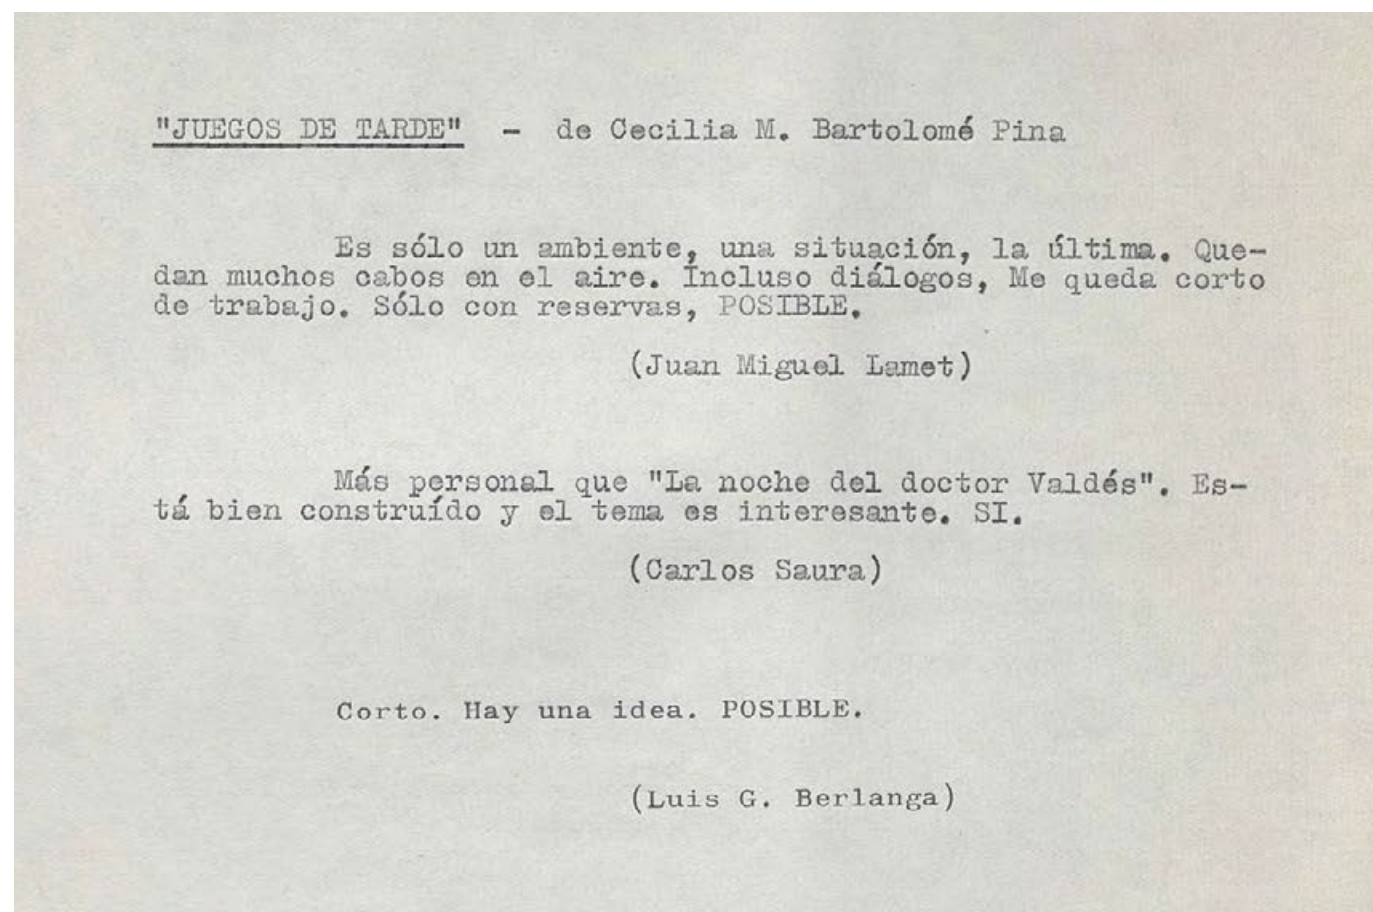 "JUEGOS DE TARDE" - de Cecilia M. Bartolomé Pina
Es sólo un ambiente, una situación, la última. Que-
dan muchos cabos en el aire. Incluso diálogos, Me queda corto
de trabajo. Sólo con reservas, POSIBLE.
(Juan Miguel Lamet)
Más personal que "La noche del doctor Valdés". Es-
tá bien construído y el tema es interesante. SI.
(Carlos Saura)
Corto. Hay una idea. POSIBLE.
(Luis G. Berlanga)